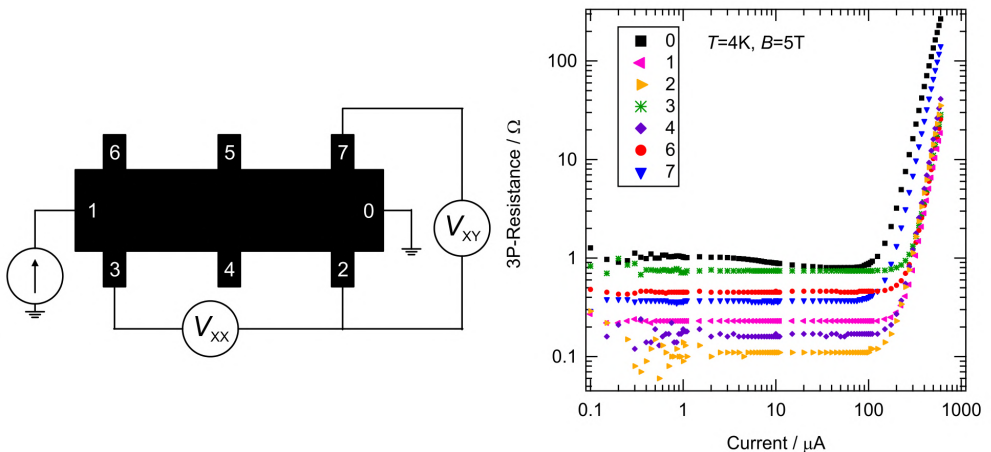 6 5 7
1 0
3 4 2
V_XY
V_XX
3P-Resistance / Ω
100
10
1
0.1
0
1
2
3
4
6
7
T=4K, B=5T
0.1 1 10 100 1000
Current / μA